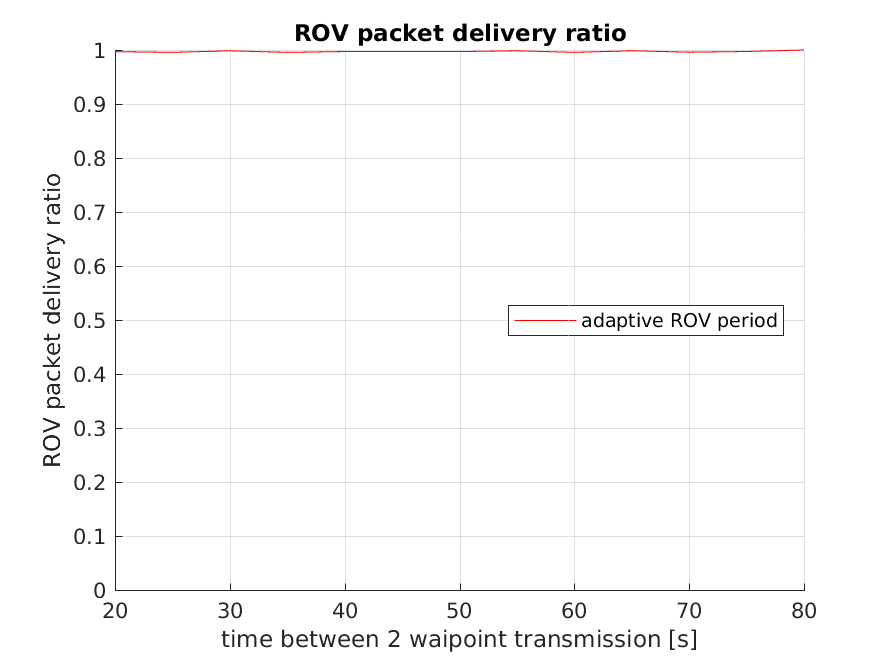 ROV packet delivery ratio
ROV packet delivery ratio
1
0.9
0.8
0.7
0.6
0.5
0.4
0.3
0.2
0.1
0
adaptive ROV period
20 30 40 50 60 70 80
time between 2 waipoint transmission [s]